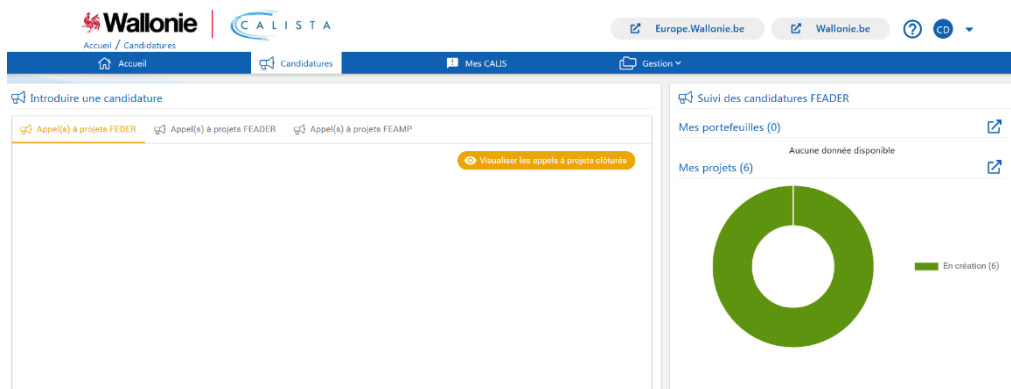 Wallonie
CALISTA
Europe.Wallonie.be
Wallonie.be
?
CD
Accueil / Candidatures
Accueil
Candidatures
Mes CALIS
Gestion
Introduire une candidature
Appel(s) à projets FEDER
Appel(s) à projets FEADER
Appel(s) à projets FEAMP
Visualiser les appels à projets clôturés
Suivi des candidatures FEADER
Mes portefeuilles (0)
Aucune donnée disponible
Mes projets (6)
En création (6)